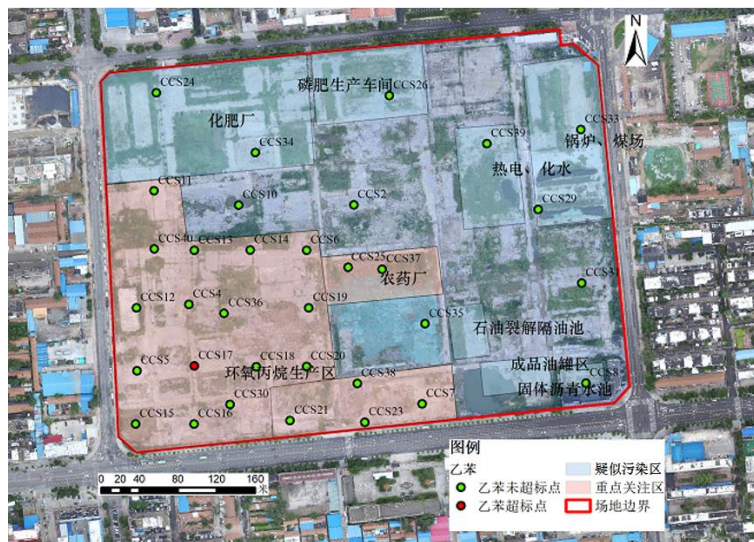 N
CCS24
磷肥生产车间
CCS26
化肥厂
CCS33
锅炉、煤场
CCS34
CCS39
热电、化水
CCS11
CCS10
CCS2
CCS29
CCS40
CCS13
CCS14
CCS6
CCS25
CCS37
农药厂
CCS31
CCS12
CCS4
CCS36
CCS19
CCS35
石油裂解隔油池
CCS5
CCS17
CCS18
CCS20
环氧丙烷生产区
成品油罐区
CCS38
CCS8
固体沥青水池
CCS30
CCS7
CCS15
CCS16
CCS21
CCS23
图例
乙苯
乙苯未超标点
乙苯超标点
疑似污染区
重点关注区
场地边界
0 20 40 80 120 160
米